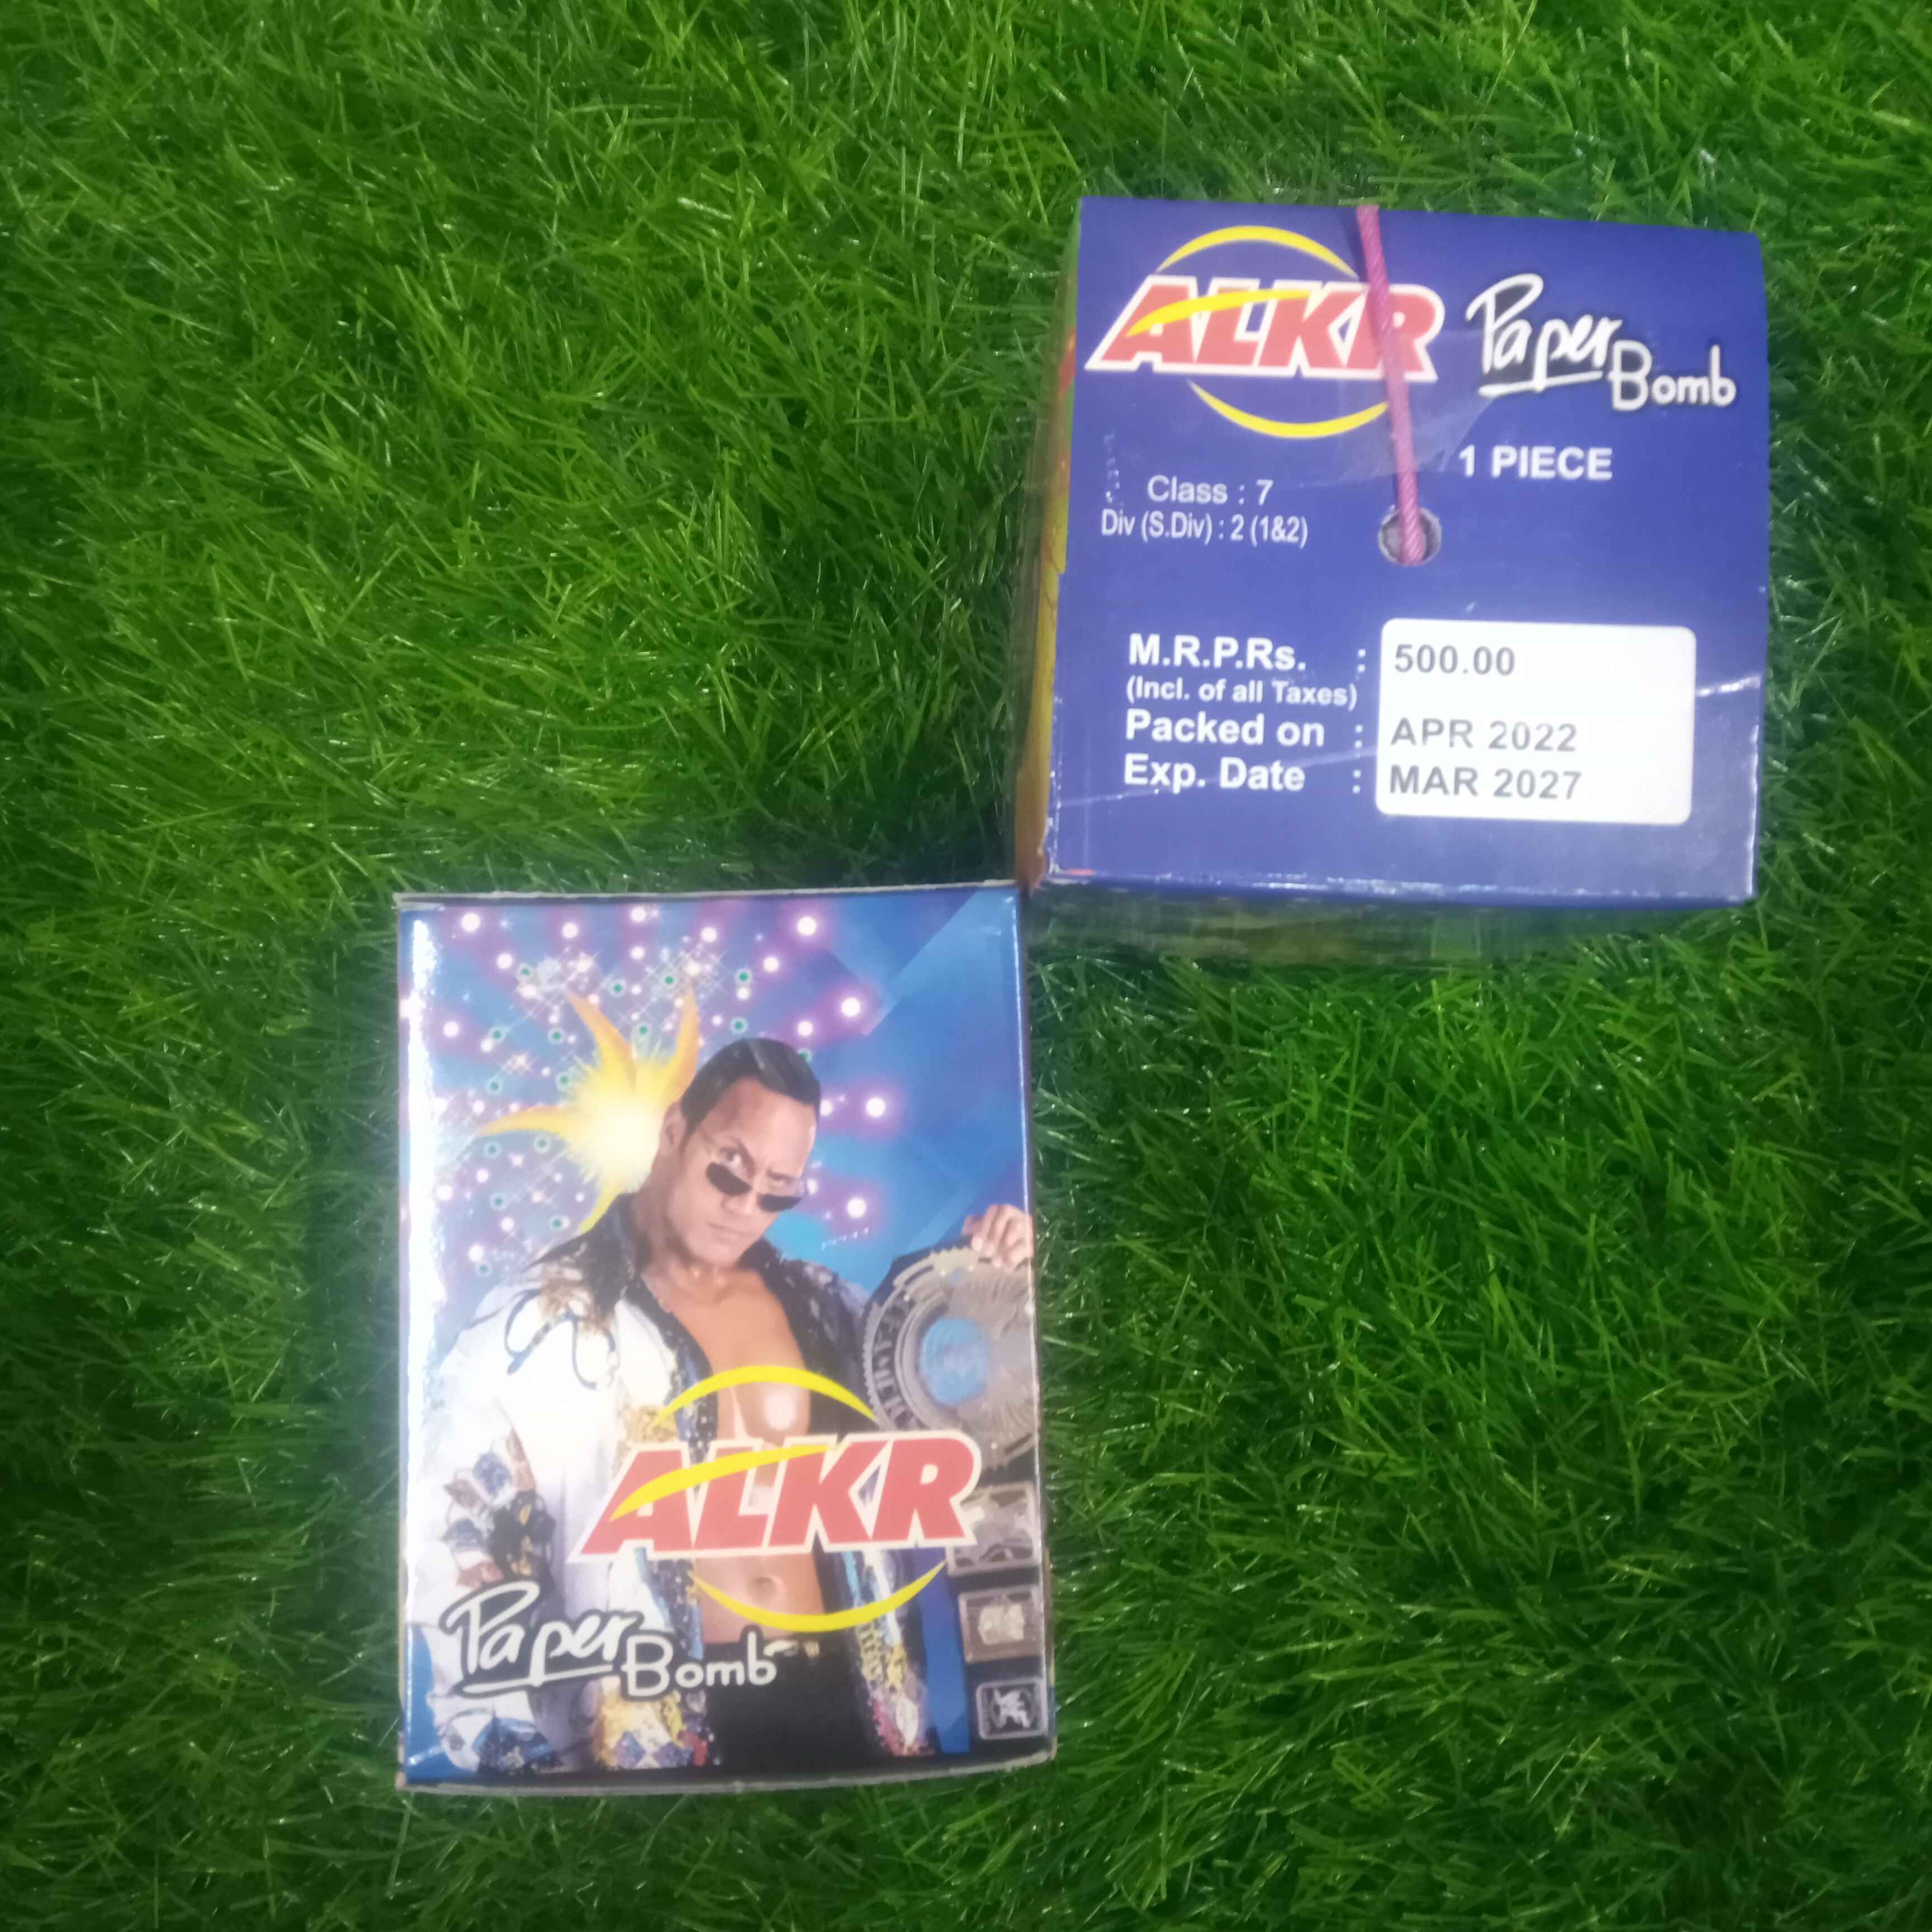 ALKR Paper Bomb
1 PIECE
Class : 7
Div (S.Div) : 2 (1&2)
M.R.P.Rs. : 500.00
(Incl. of all Taxes)
Packed on : APR 2022
Exp. Date : MAR 2027
ALKR
Paper Bomb